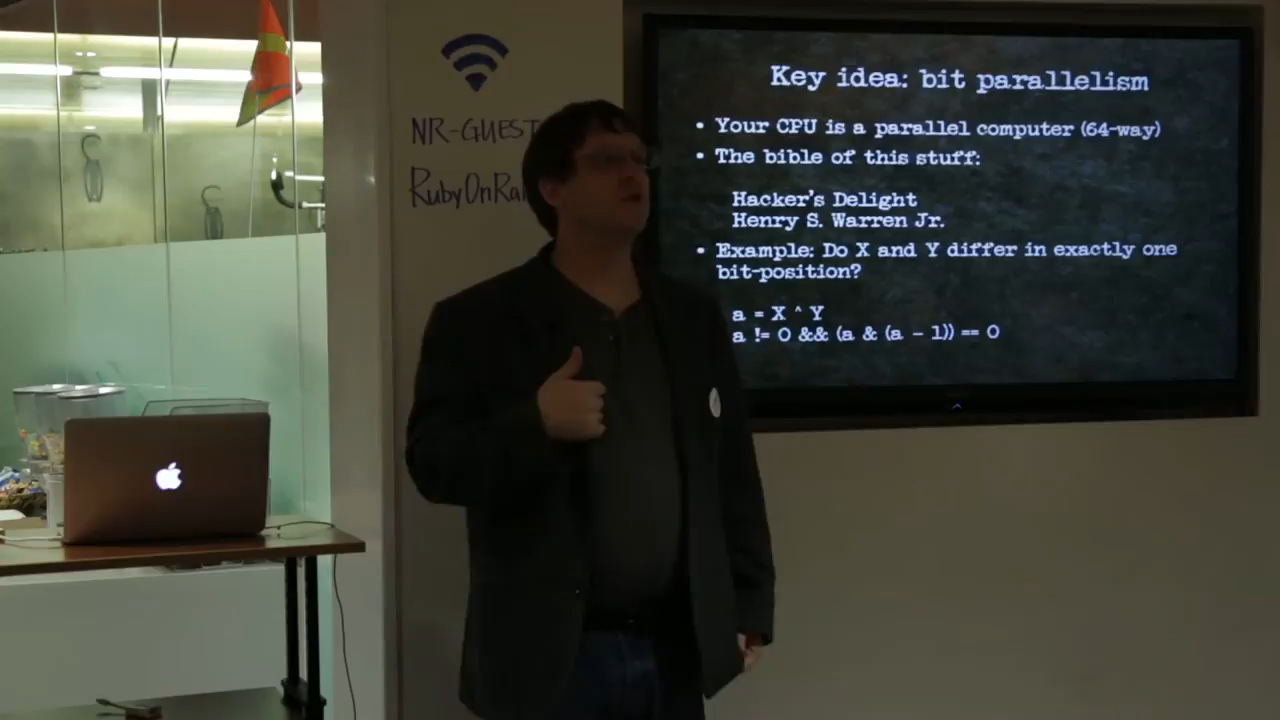 NR-GUEST
Key idea: bit parallelism
• Your CPU is a parallel computer (64-way)
• The bible of this stuff:
Hacker's Delight
Henry S. Warren Jr.
• Example: Do X and Y differ in exactly one
bit-position?
a = X ^ Y
a != 0 && (a & (a - 1)) == 0